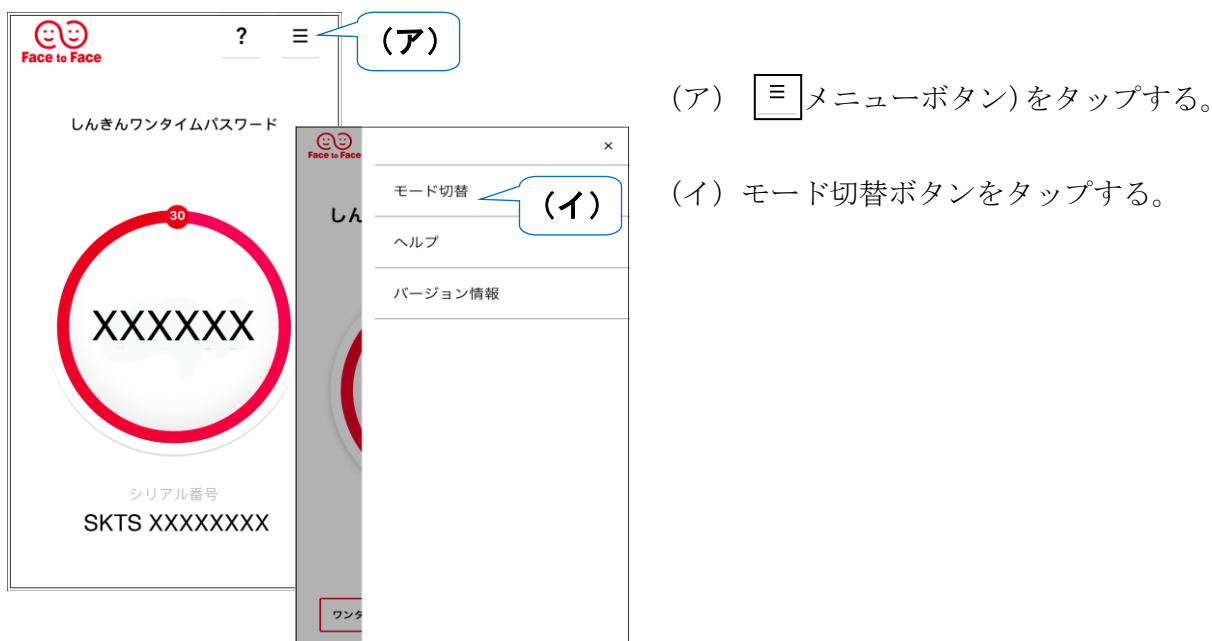 Face to Face
?
≡
(ア)
しんきんワンタイムパスワード
30
XXXXXX
シリアル番号
SKTS XXXXXXXX
Face to Face
×
しん
モード切替
(イ)
ヘルプ
バージョン情報
ワンタ
(ア) ≡メニューボタン)をタップする。
(イ) モード切替ボタンをタップする。